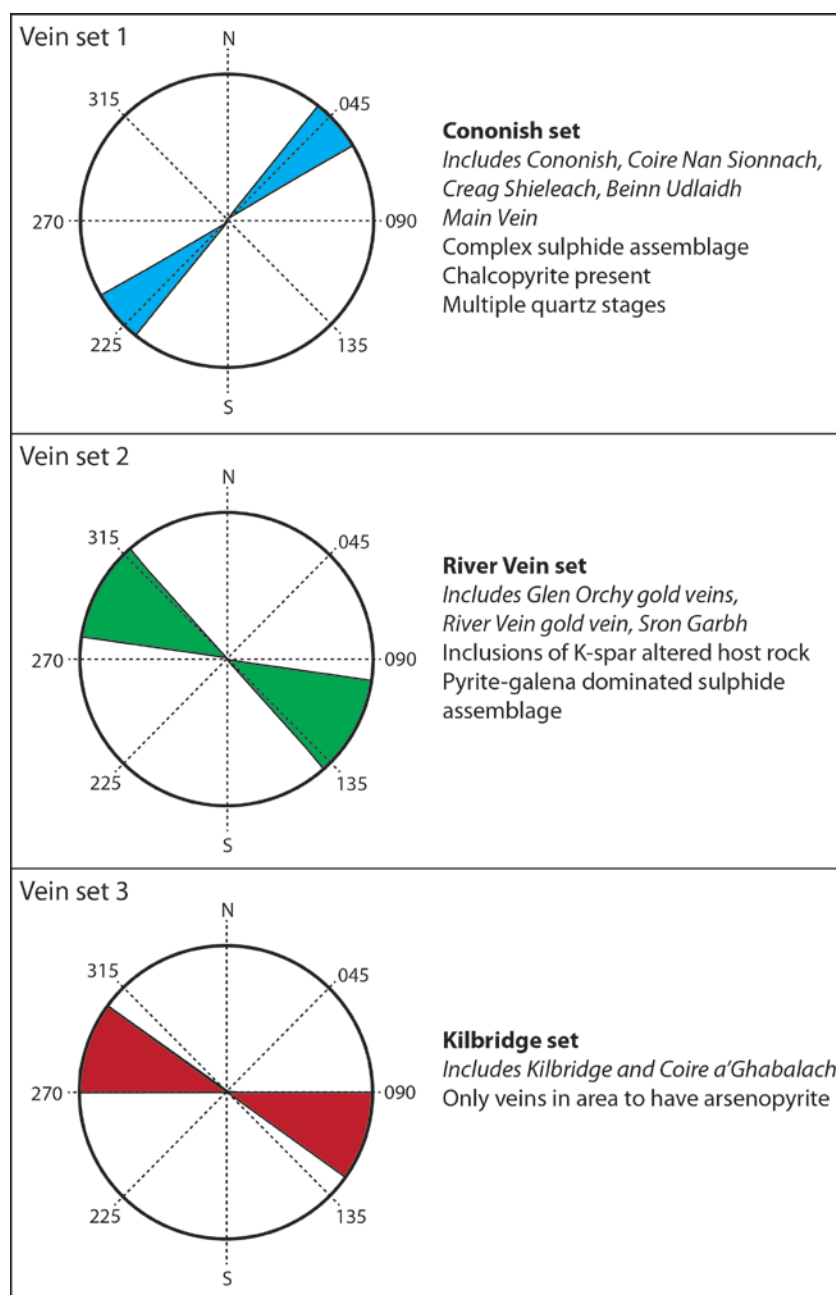 Vein set 1
N
315
045
270
090
225
135
S
Cononish set
Includes Cononish, Coire Nan Sionnach,
Creag Shieleach, Beinn Udlaidh
Main Vein
Complex sulphide assemblage
Chalcopyrite present
Multiple quartz stages
Vein set 2
N
315
045
270
090
225
135
S
River Vein set
Includes Glen Orchy gold veins,
River Vein gold vein, Sron Garbh
Inclusions of K-spar altered host rock
Pyrite-galena dominated sulphide
assemblage
Vein set 3
N
315
045
270
090
225
135
S
Kilbridge set
Includes Kilbridge and Coire a'Ghabalach
Only veins in area to have arsenopyrite